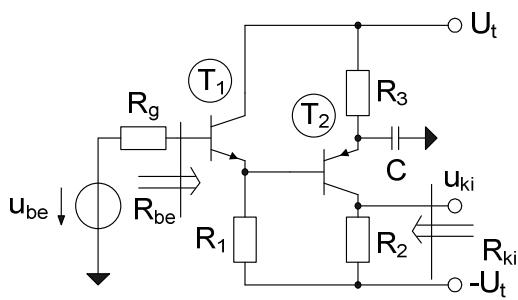 U_t
T_1
R_3
R_g
T_2
C
u_be
R_be
u_ki
R_1
R_2
R_ki
-U_t